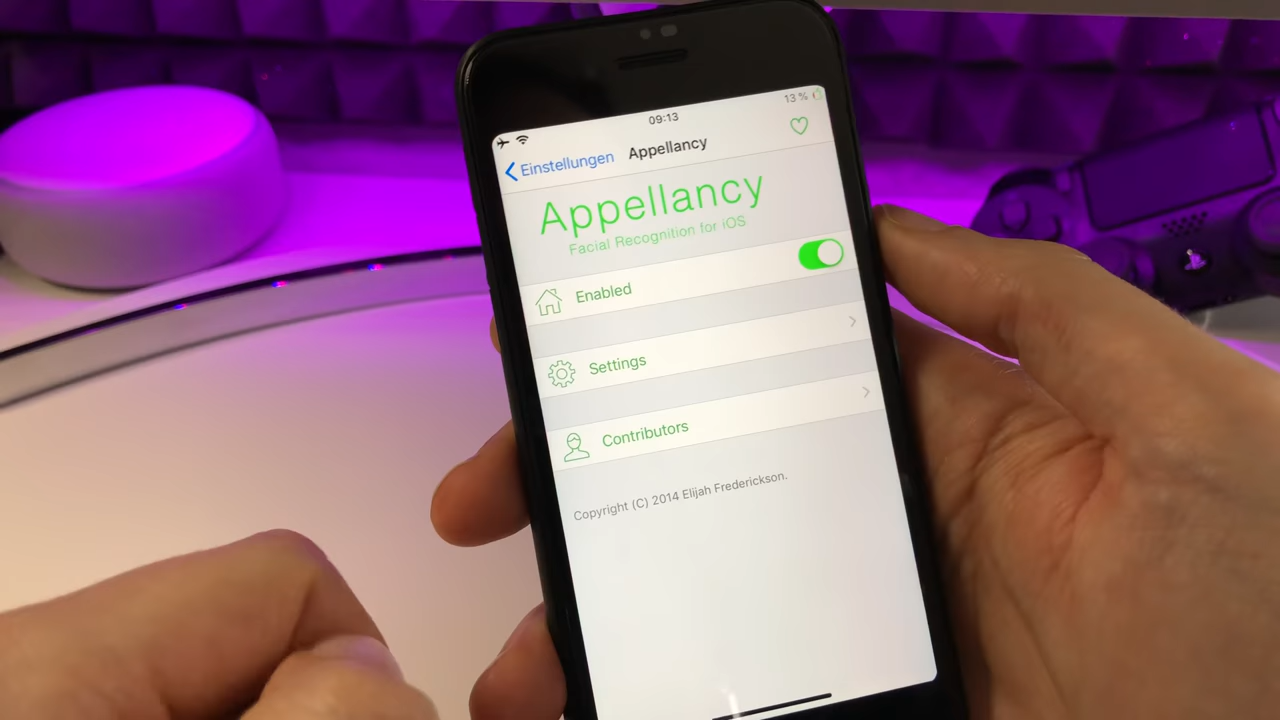 09:13
13 %
Einstellungen
Appellancy
Appellancy
Facial Recognition for iOS
Enabled
Settings
Contributors
Copyright (C) 2014 Elijah Frederickson.